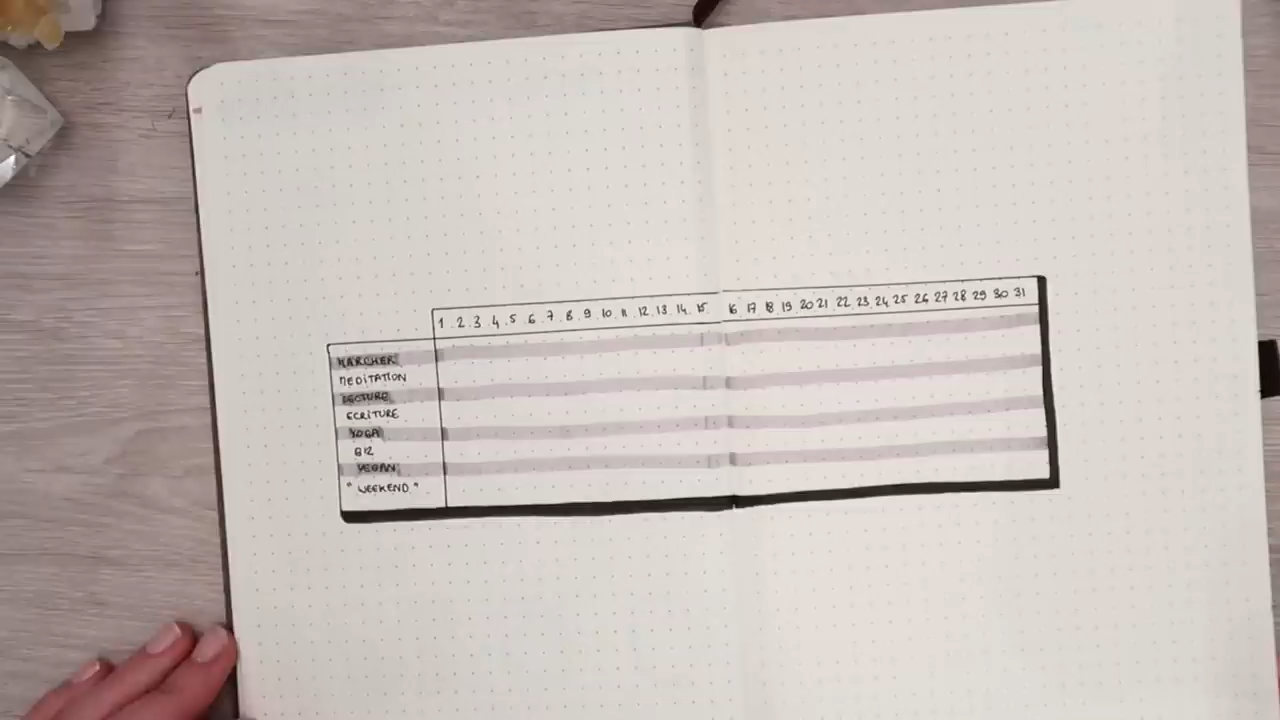 1 2 3 4 5 6 7 8 9 10 11 12 13 14 15 16 17 18 19 20 21 22 23 24 25 26 27 28 29 30 31
MARCHER
MEDITATION
LECTURE
ECRITURE
YOGA
BIZ
VEGAN
"WEEKEND"